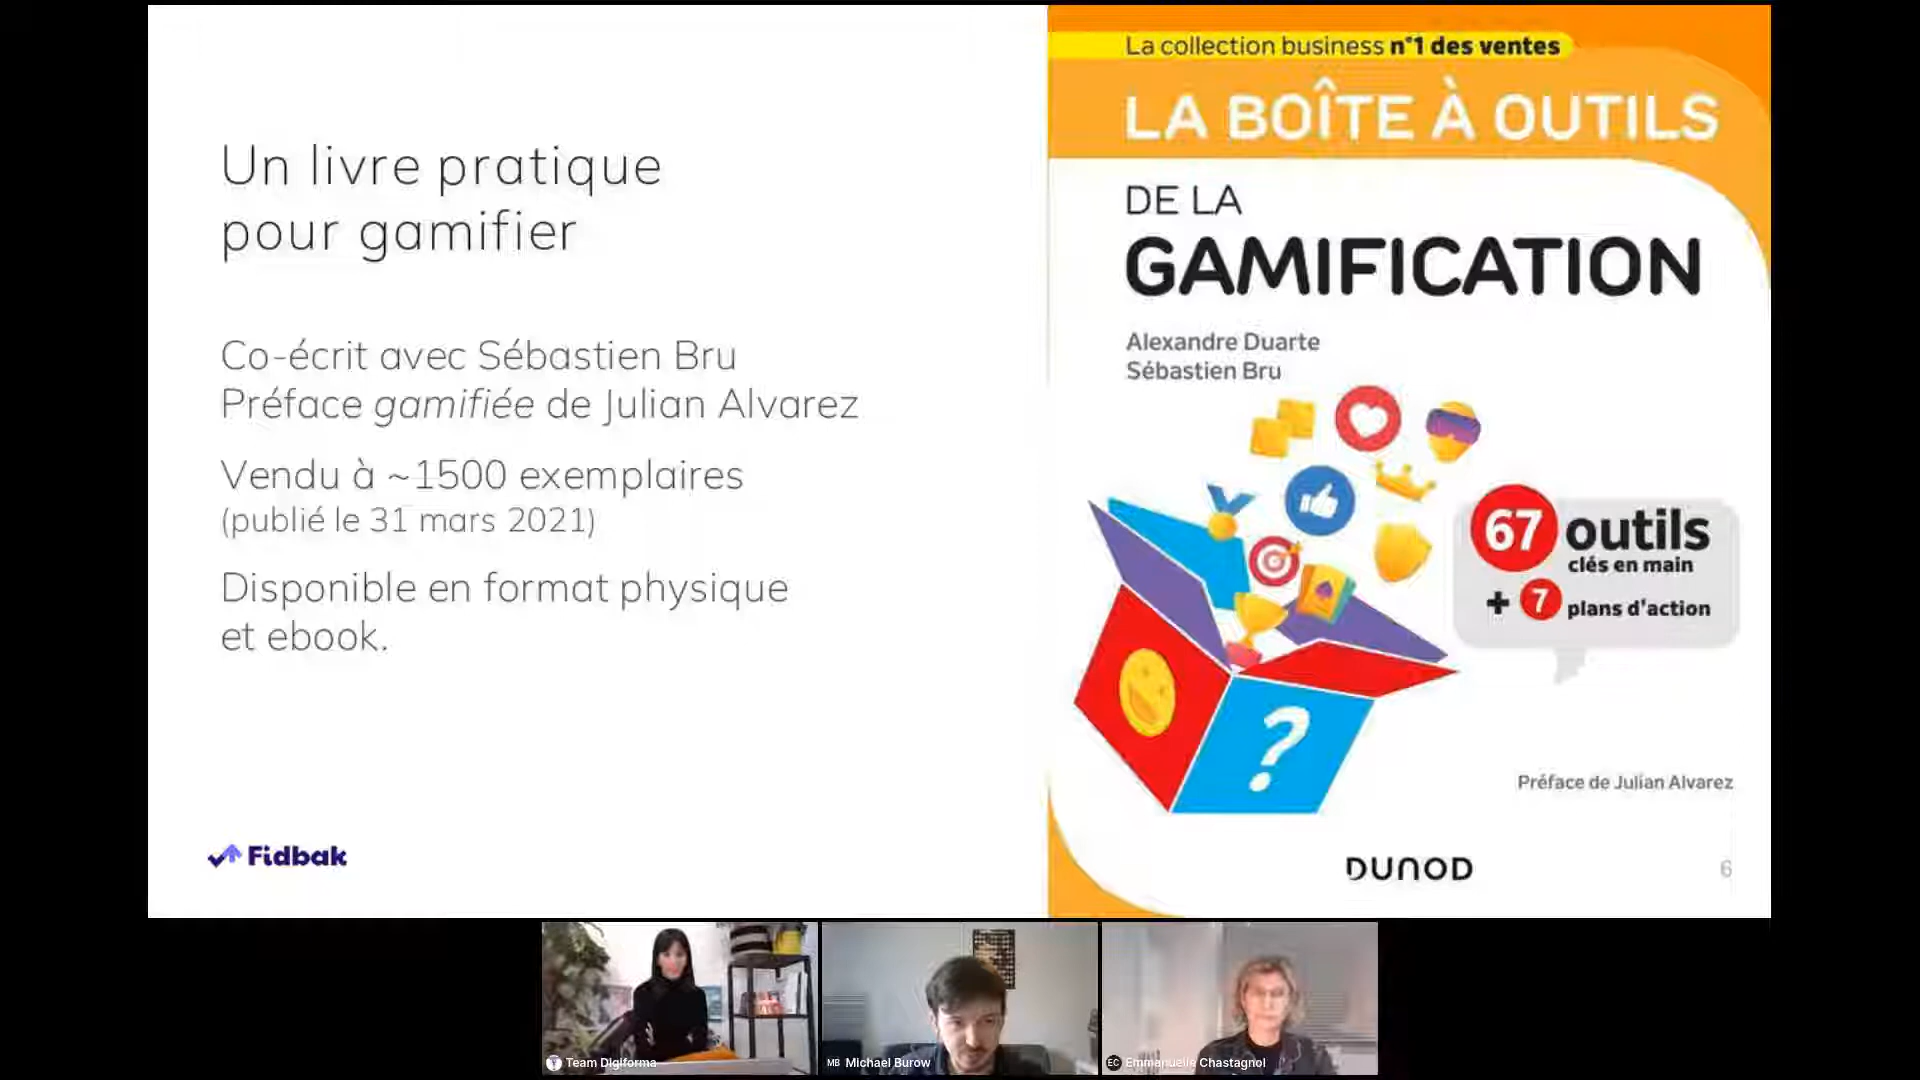 Un livre pratique
pour gamifier
Co-écrit avec Sébastien Bru
Préface gamifiée de Julian Alvarez
Vendu à ~1500 exemplaires
(publié le 31 mars 2021)
Disponible en format physique
et ebook.
Fidbak
La collection business n°1 des ventes
LA BOÎTE À OUTILS
DE LA
GAMIFICATION
Alexandre Duarte
Sébastien Bru
67 outils
clés en main
+ 7 plans d'action
?
Préface de Julian Alvarez
DUNOD
6
Team Digiforma
MB Michael Burow
EC Emmanuelle Chastagnol